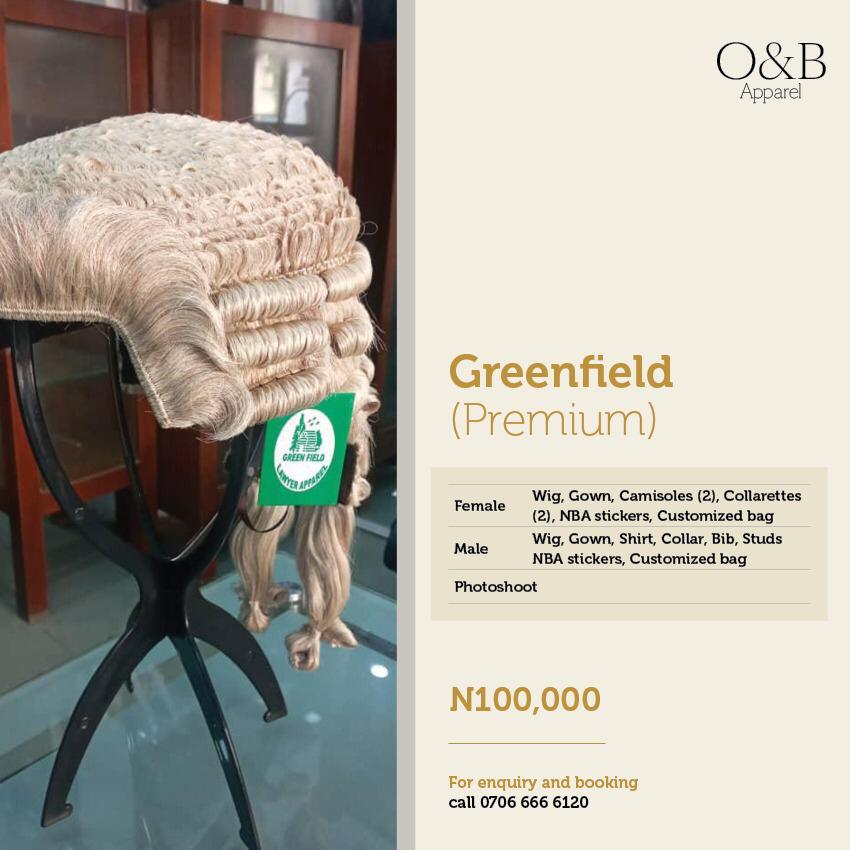 O&B
Apparel
GREEN FIELD
LAWYER APPAREL
Greenfield
(Premium)
Female
Wig, Gown, Camisoles (2), Collarettes
(2), NBA stickers, Customized bag
Male
Wig, Gown, Shirt, Collar, Bib, Studs
NBA stickers, Customized bag
Photoshoot
N100,000
For enquiry and booking
call 0706 666 6120